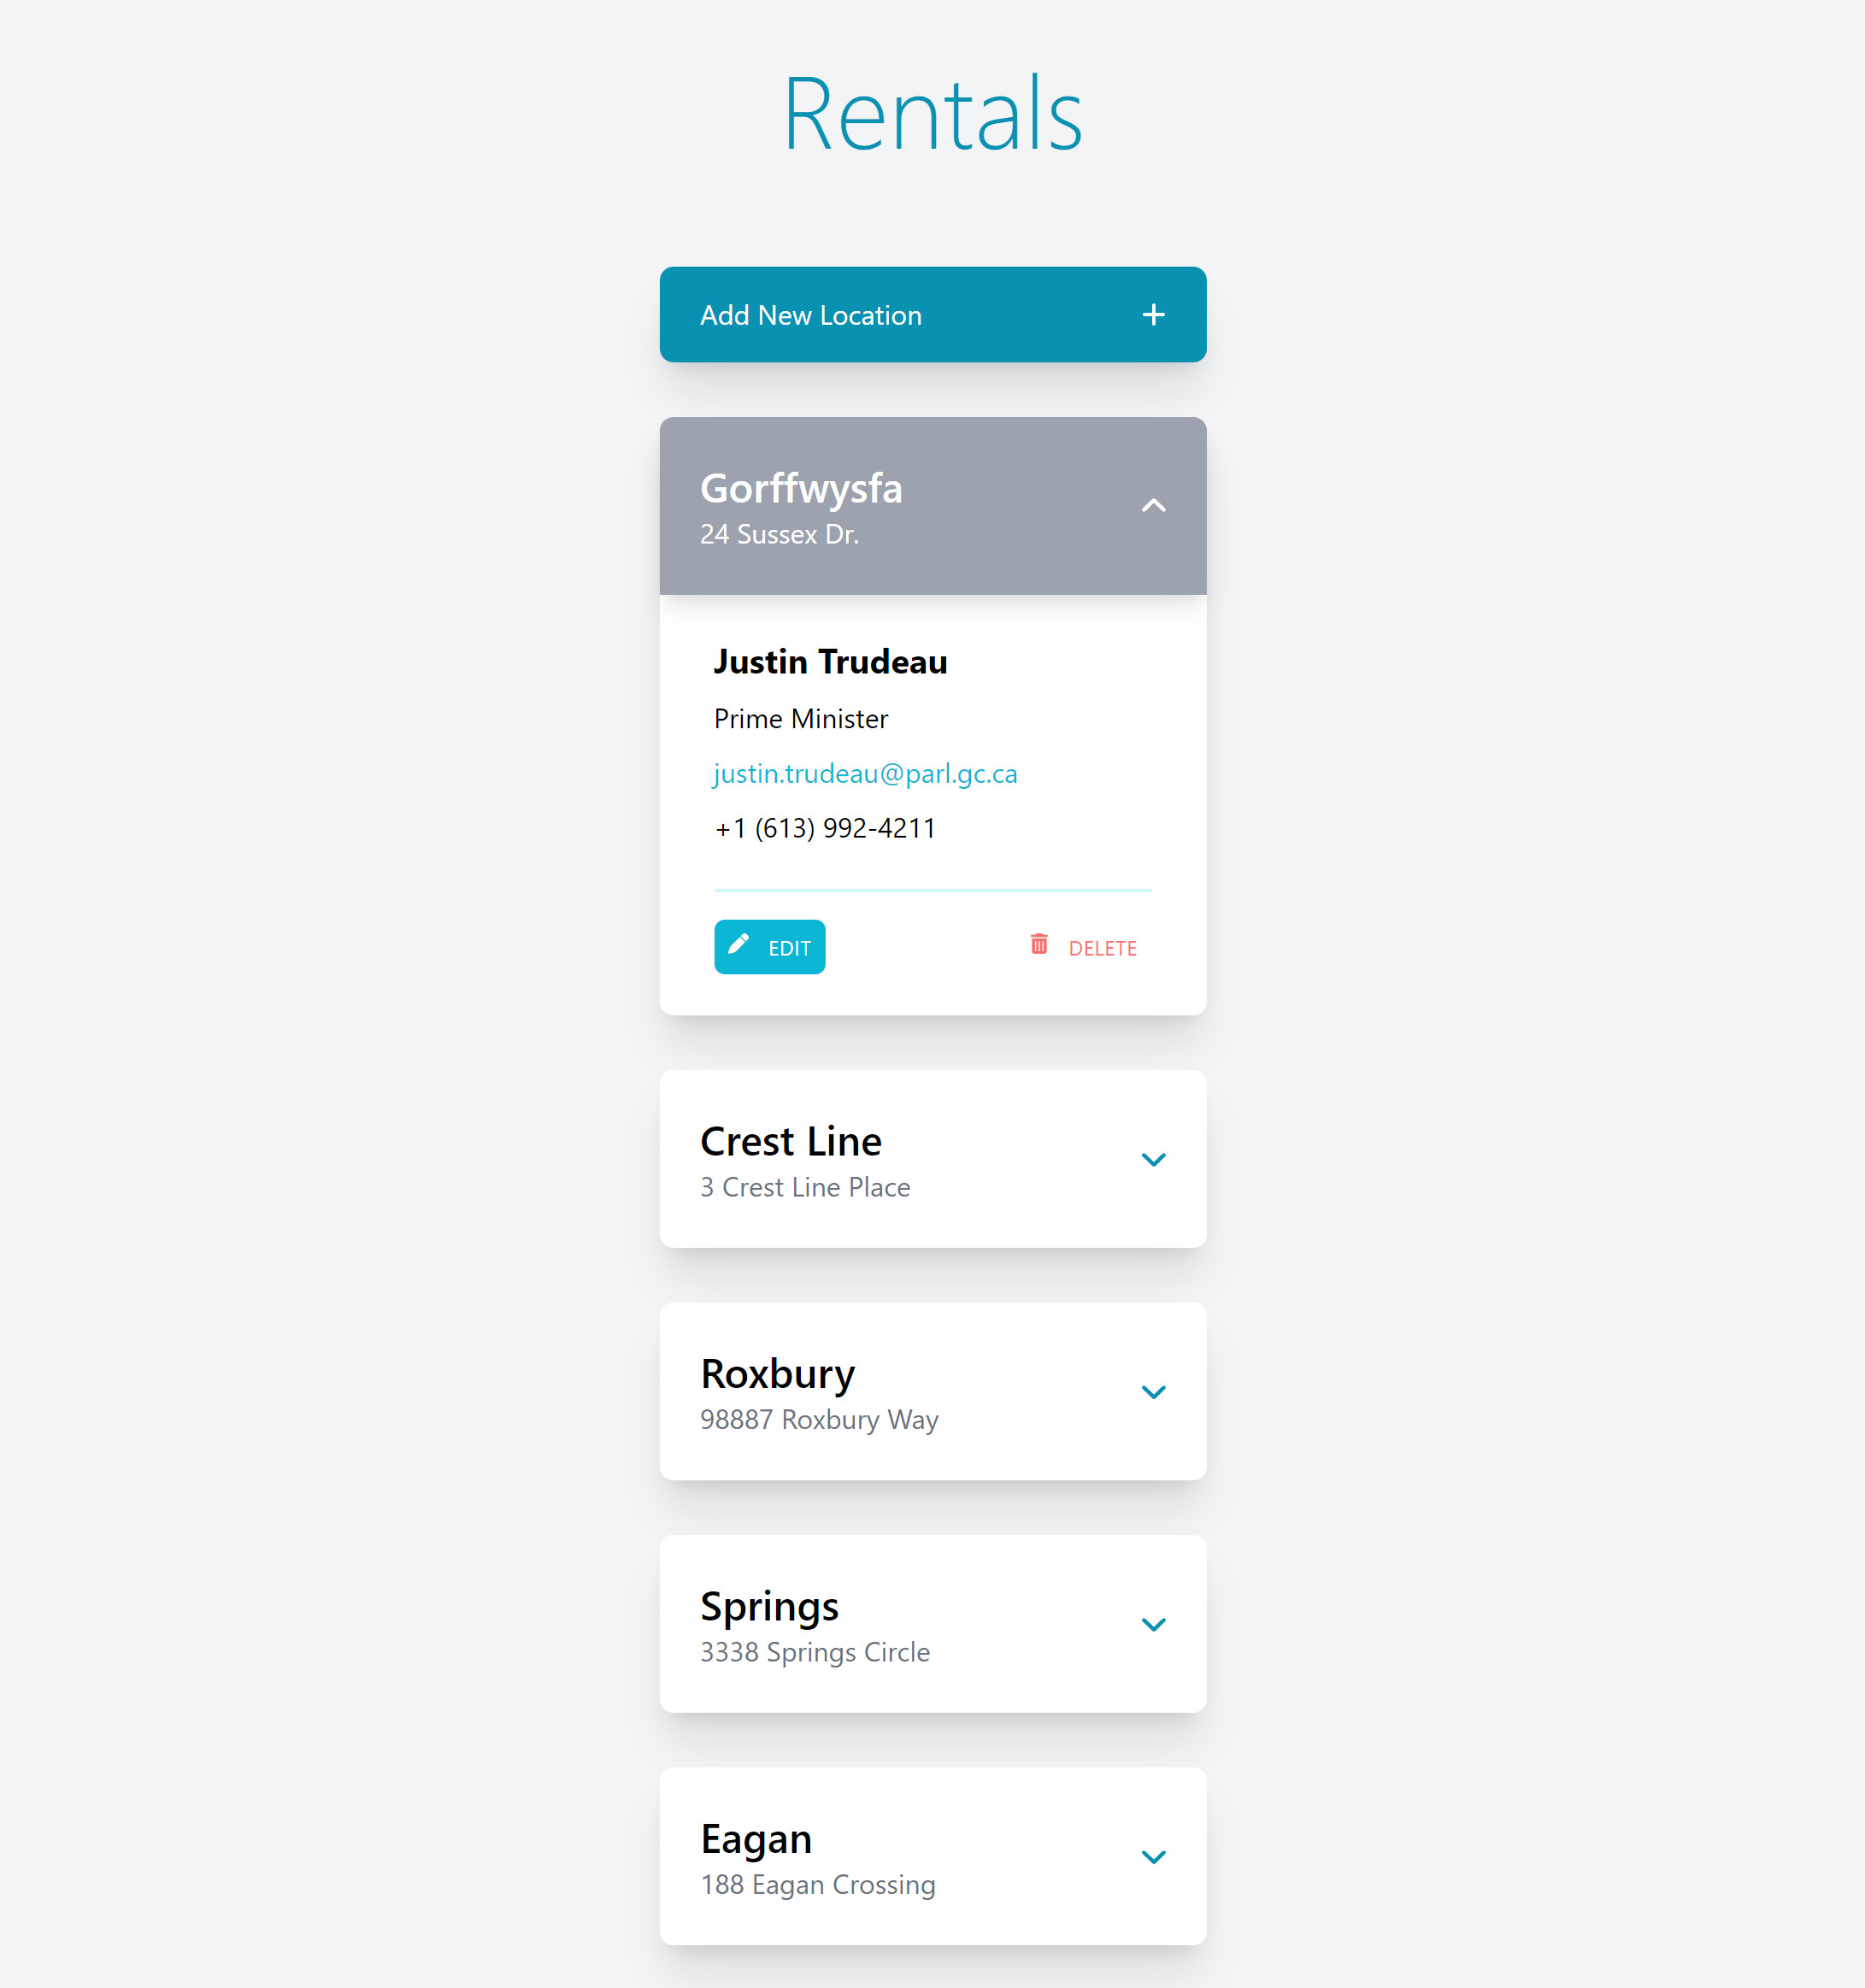 Rentals
Add New Location
Gorffwysfa
24 Sussex Dr.
Justin Trudeau
Prime Minister
justin.trudeau@parl.gc.ca
+1 (613) 992-4211
EDIT DELETE
Crest Line
3 Crest Line Place
Roxbury
98887 Roxbury Way
Springs
3338 Springs Circle
Eagan
188 Eagan Crossing